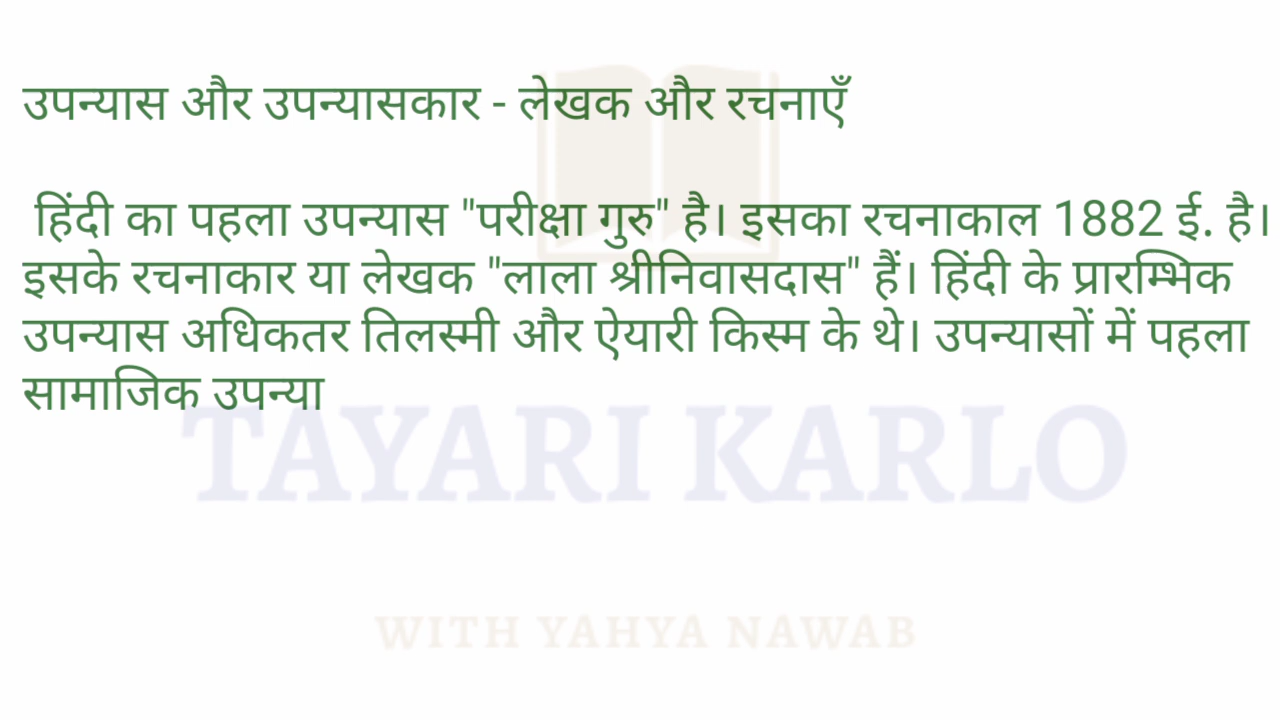 उपन्यास और उपन्यासकार - लेखक और रचनाएँ
हिंदी का पहला उपन्यास "परीक्षा गुरु" है। इसका रचनाकाल 1882 ई. है।
इसके रचनाकार या लेखक "लाला श्रीनिवासदास" हैं। हिंदी के प्रारम्भिक
उपन्यास अधिकतर तिलस्मी और ऐयारी किस्म के थे। उपन्यासों में पहला
सामाजिक उपन्या
TAYARI KARLO
WITH YAHYA NAWAB